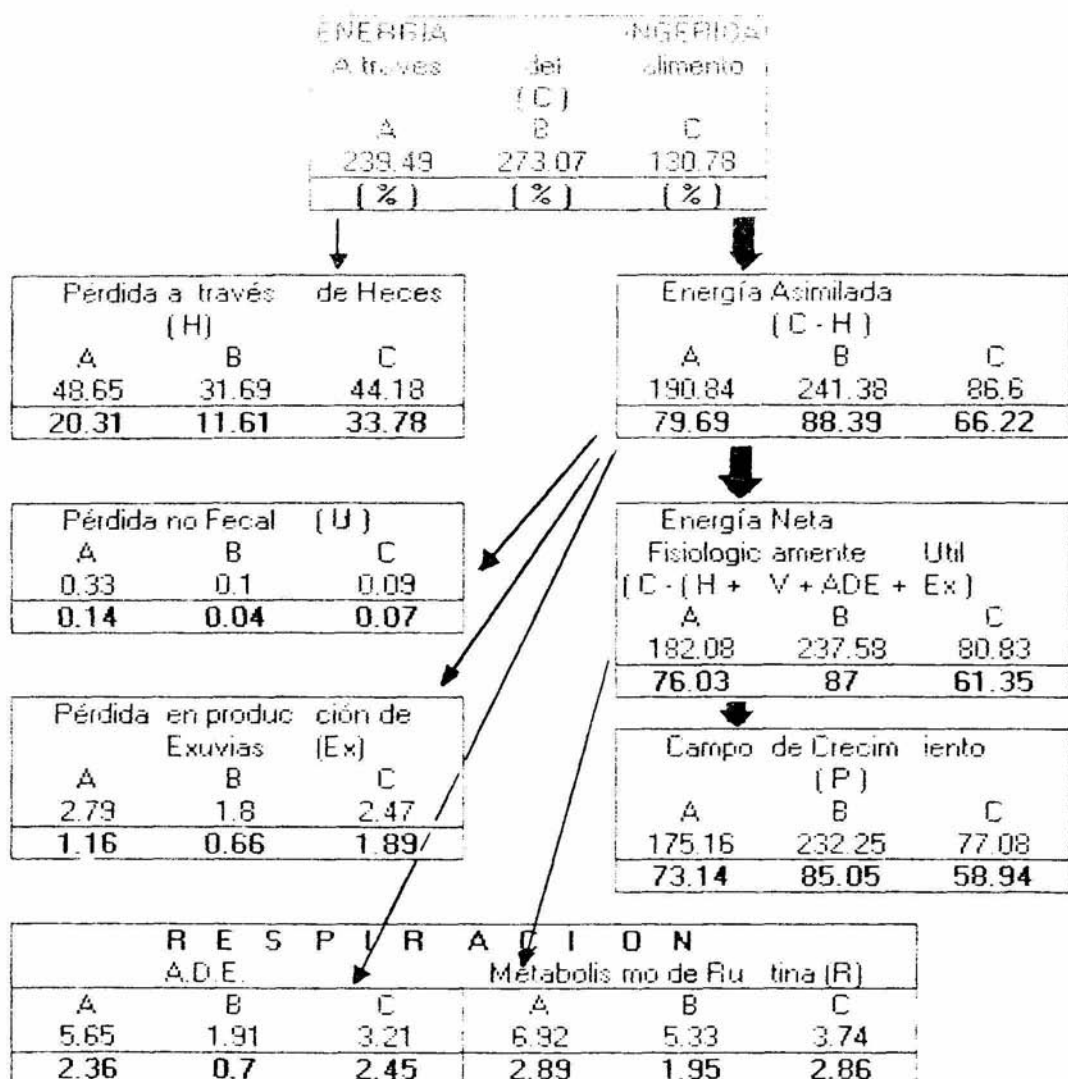 ENERGIA INGERIDA
A traves del alimento
( C )
A B C
239.49 273.07 130.78
( % ) ( % ) ( % )
Pérdida a través de Heces
( H )
A B C
48.65 31.69 44.18
20.31 11.61 33.78
Energía Asimilada
( C - H )
A B C
190.84 241.38 86.6
79.69 88.39 66.22
Pérdida no Fecal ( U )
A B C
0.33 0.1 0.09
0.14 0.04 0.07
Energía Neta
Fisiologic amente Util
( C - ( H + V + ADE + Ex )
A B C
182.08 237.58 80.83
76.03 87 61.35
Pérdida en produc ción de
Exuvias (Ex)
A B C
2.79 1.8 2.47
1.16 0.66 1.89
Campo de Crecim iento
( P )
A B C
175.16 232.25 77.08
73.14 85.05 58.94
R E S P I R A C I O N
A.D.E. Metabolis mo de Ru tina (R)
A B C A B C
5.65 1.91 3.21 6.92 5.33 3.74
2.36 0.7 2.45 2.89 1.95 2.86